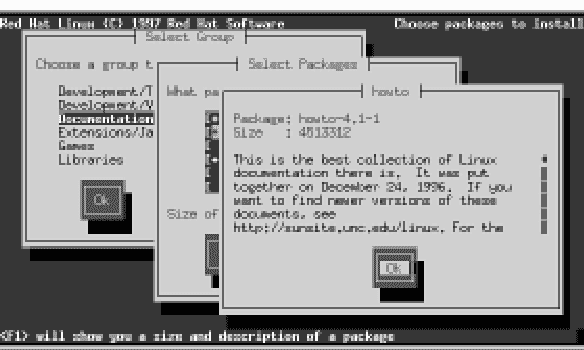 Red Hat Linux (C) 1997 Red Hat Software
Choose packages to install
Select Group
Choose a group t
Development/T
Development/V
Documentation
Extensions/Ja
Games
Libraries
Ok
Select Packages
What pa
Size of
howto
Package: howto-4.1-1
Size : 4513312
This is the best collection of Linux
documentation there is. It was put
together on December 24, 1996. If you
want to find newer versions of these
documents, see
http://sunsite.unc.edu/linux. For the
Ok
<F1> will show you a size and description of a package